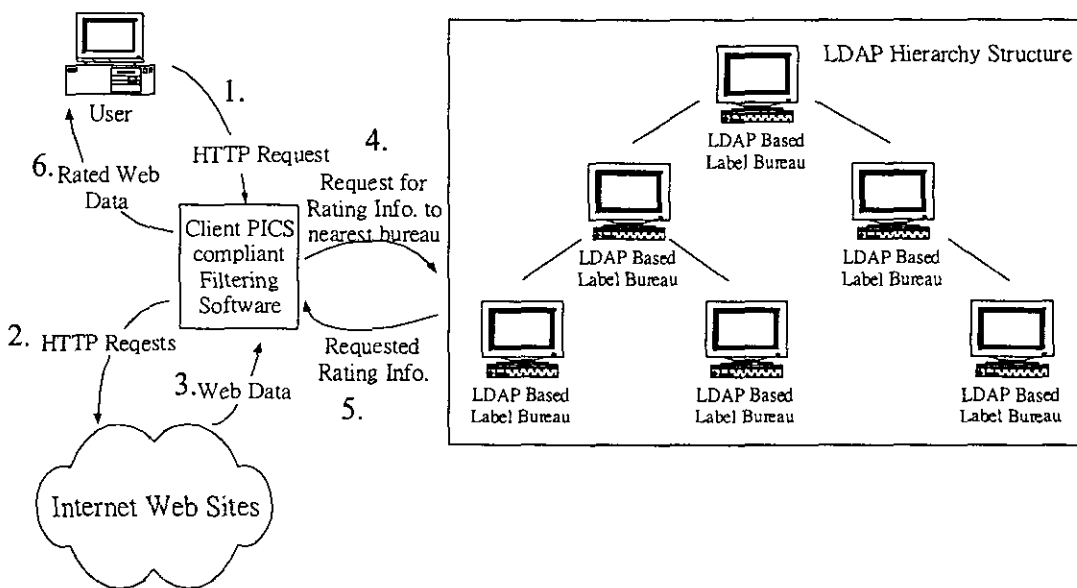 User
1.
HTTP Request
6. Rated Web
Data
Client PICS
compliant
Filtering
Software
4.
Request for
Rating Info. to
nearest bureau
2. HTTP Reqests
3. Web Data
Requested
Rating Info.
5.
Internet Web Sites
LDAP Hierarchy Structure
LDAP Based
Label Bureau
LDAP Based
Label Bureau
LDAP Based
Label Bureau
LDAP Based
Label Bureau
LDAP Based
Label Bureau
LDAP Based
Label Bureau